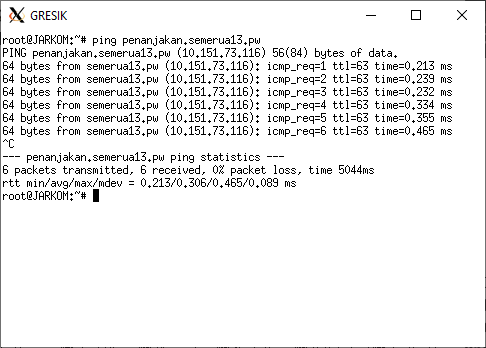 GRESIK
root@JARKOM:~# ping penanjakan.semerua13.pw
PING penanjakan.semerua13.pw (10.151.73.116) 56(84) bytes of data.
64 bytes from semerua13.pw (10.151.73.116): icmp_req=1 ttl=63 time=0.213 ms
64 bytes from semerua13.pw (10.151.73.116): icmp_req=2 ttl=63 time=0.239 ms
64 bytes from semerua13.pw (10.151.73.116): icmp_req=3 ttl=63 time=0.232 ms
64 bytes from semerua13.pw (10.151.73.116): icmp_req=4 ttl=63 time=0.334 ms
64 bytes from semerua13.pw (10.151.73.116): icmp_req=5 ttl=63 time=0.355 ms
64 bytes from semerua13.pw (10.151.73.116): icmp_req=6 ttl=63 time=0.465 ms
^C
--- penanjakan.semerua13.pw ping statistics ---
6 packets transmitted, 6 received, 0% packet loss, time 5044ms
rtt min/avg/max/mdev = 0.213/0.306/0.465/0.089 ms
root@JARKOM:~#